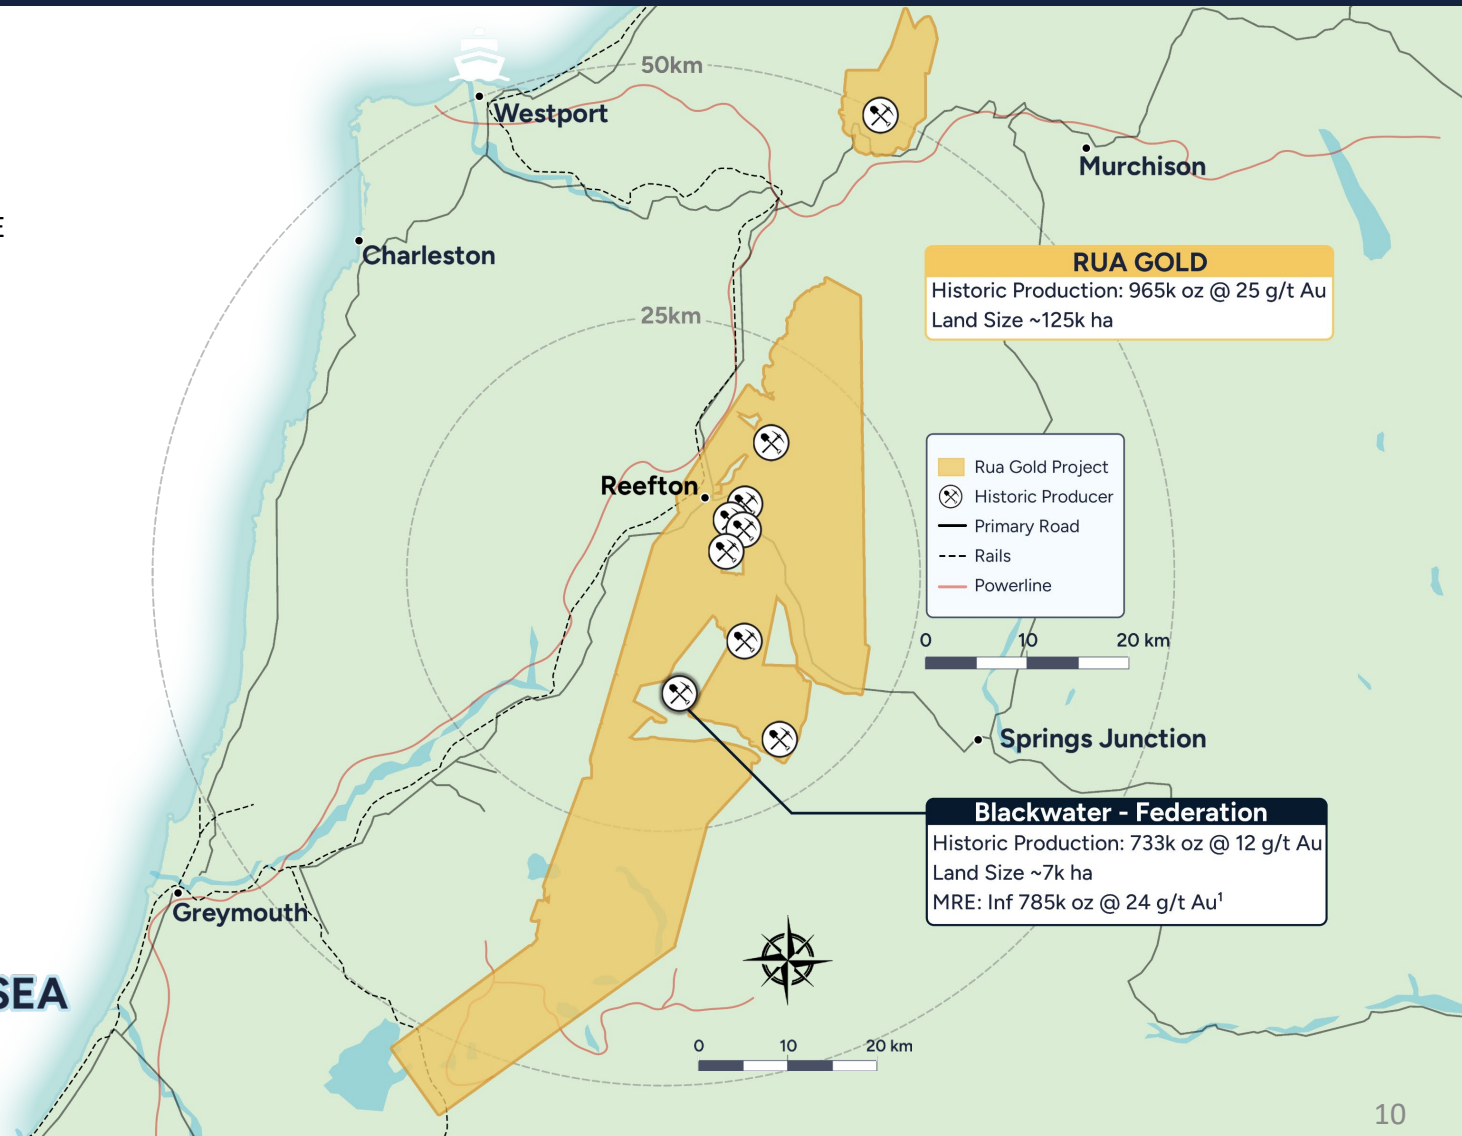 50km
Westport
Murchison
E
Charleston
RUA GOLD
Historic Production: 965k oz @ 25 g/t Au
Land Size ~125k ha
25km
Rua Gold Project
Historic Producer
Primary Road
Rails
Powerline
Reefton
0 10 20 km
Springs Junction
Blackwater - Federation
Historic Production: 733k oz @ 12 g/t Au
Land Size ~7k ha
MRE: Inf 785k oz @ 24 g/t Au¹
Greymouth
SEA
0 10 20 km
10